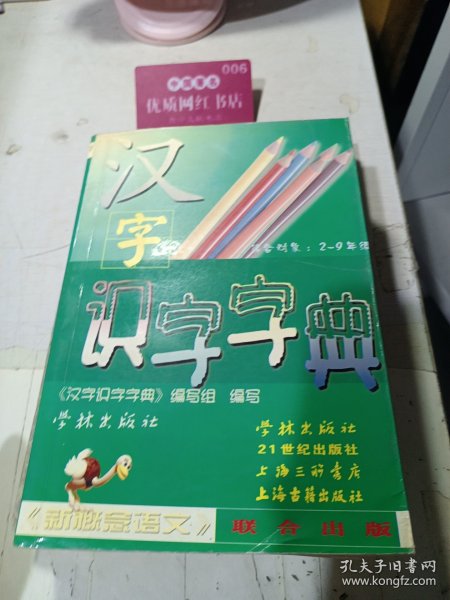 006
中国著名
优质网红书店
汉
字
适合对象：2-9年级
识字字典
《汉字识字字典》编写组 编写
学林出版社
学林出版社
21世纪出版社
上海三联书店
上海古籍出版社
《新概念语文》联合出版
孔夫子旧书网
www.kongfz.com